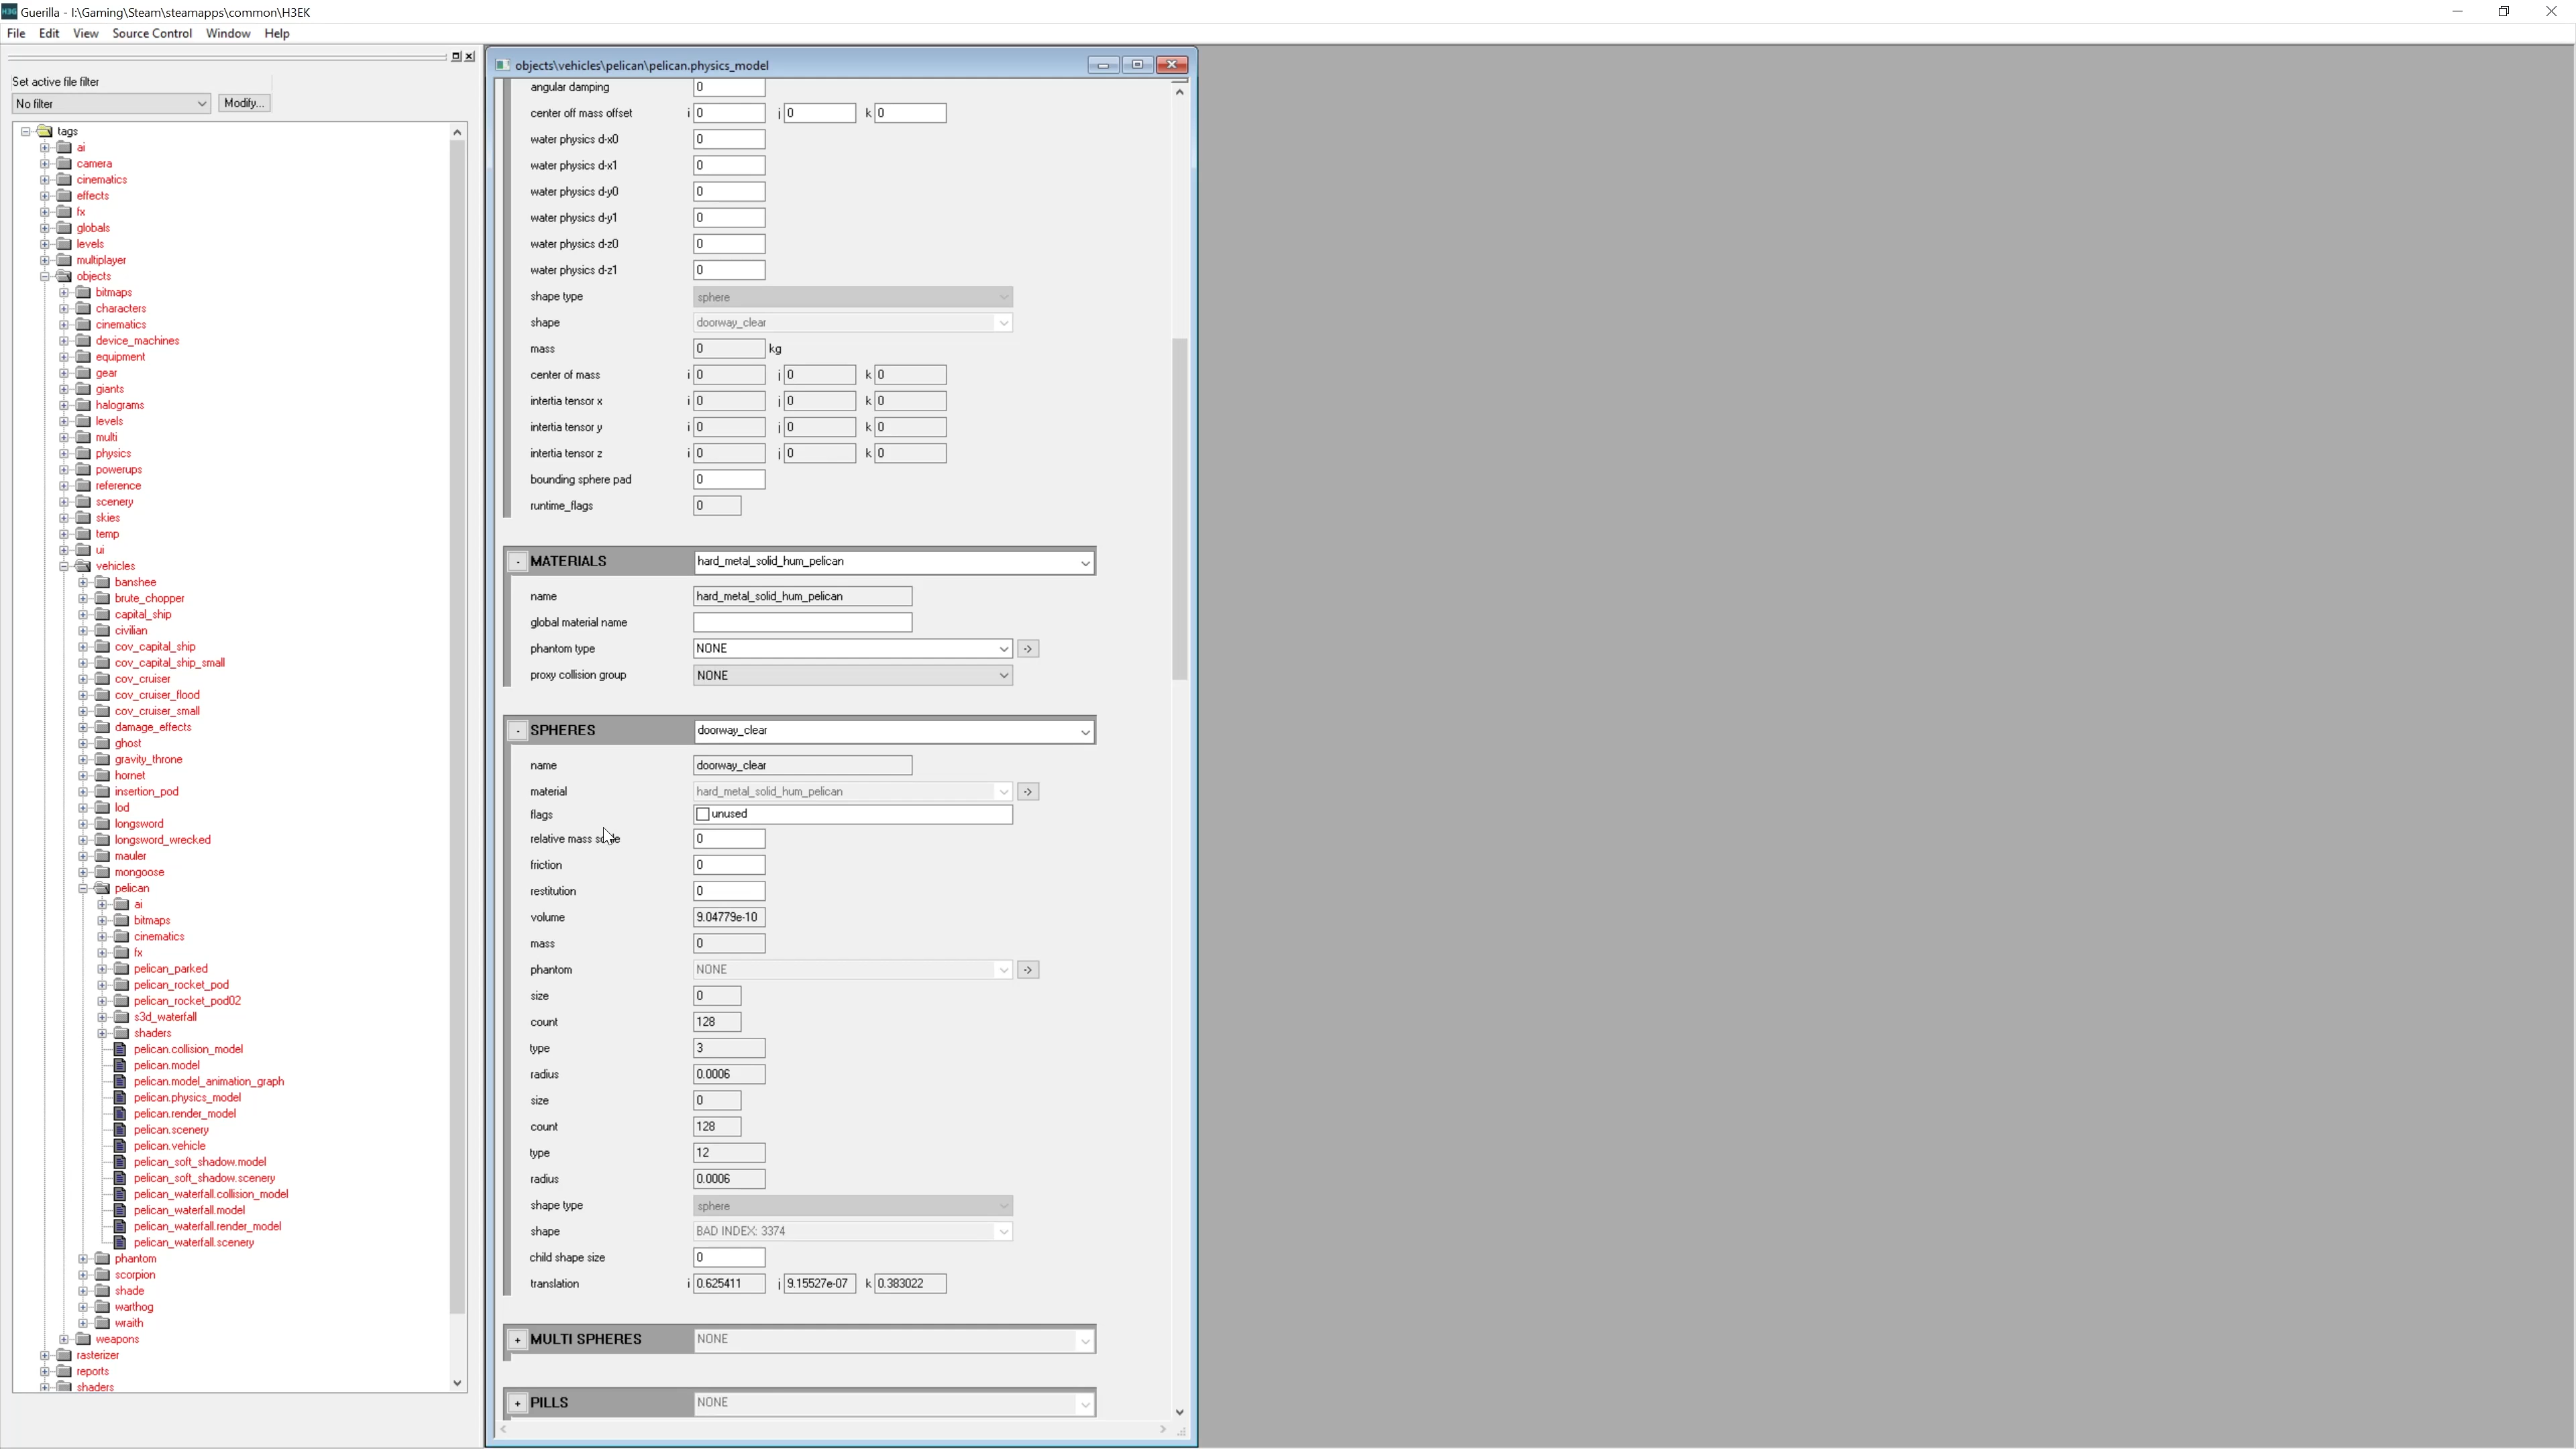 Guerilla - I:\Gaming\Steam\steamapps\common\H3EK
File Edit View Source Control Window Help
Set active file filter
No filter Modify...
tags
ai
camera
cinematics
effects
fx
globals
levels
multiplayer
objects
bitmaps
characters
cinematics
device_machines
equipment
gear
giants
halograms
levels
multi
physics
powerups
reference
scenery
skies
temp
ui
vehicles
banshee
brute_chopper
capital_ship
civilian
cov_capital_ship
cov_capital_ship_small
cov_cruiser
cov_cruiser_flood
cov_cruiser_small
damage_effects
ghost
gravity_throne
hornet
insertion_pod
lod
longsword
longsword_wrecked
mauler
mongoose
pelican
ai
bitmaps
cinematics
fx
pelican_parked
pelican_rocket_pod
pelican_rocket_pod02
s3d_waterfall
shaders
pelican.collision_model
pelican.model
pelican.model_animation_graph
pelican.physics_model
pelican.render_model
pelican.scenery
pelican.vehicle
pelican_soft_shadow.model
pelican_soft_shadow.scenery
pelican_waterfall.collision_model
pelican_waterfall.model
pelican_waterfall.render_model
pelican_waterfall.scenery
phantom
scorpion
shade
warthog
wraith
weapons
rasterizer
reports
shaders
objects\vehicles\pelican\pelican.physics_model
angular damping 0
center off mass offset i 0 j 0 k 0
water physics d-x0 0
water physics d-x1 0
water physics d-y0 0
water physics d-y1 0
water physics d-z0 0
water physics d-z1 0
shape type sphere
shape doorway_clear
mass 0 kg
center of mass i 0 j 0 k 0
intertia tensor x i 0 j 0 k 0
intertia tensor y i 0 j 0 k 0
intertia tensor z i 0 j 0 k 0
bounding sphere pad 0
runtime_flags 0
- MATERIALS hard_metal_solid_hum_pelican
name hard_metal_solid_hum_pelican
global material name
phantom type NONE ->
proxy collision group NONE
- SPHERES doorway_clear
name doorway_clear
material hard_metal_solid_hum_pelican ->
flags unused
relative mass 0
friction 0
restitution 0
volume 9.04779e-10
mass 0
phantom NONE ->
size 0
count 128
type 3
radius 0.0006
size 0
count 128
type 12
radius 0.0006
shape type sphere
shape BAD INDEX: 3374
child shape size 0
translation i 0.625411 j 9.15527e-07 k 0.383022
+ MULTI SPHERES NONE
+ PILLS NONE